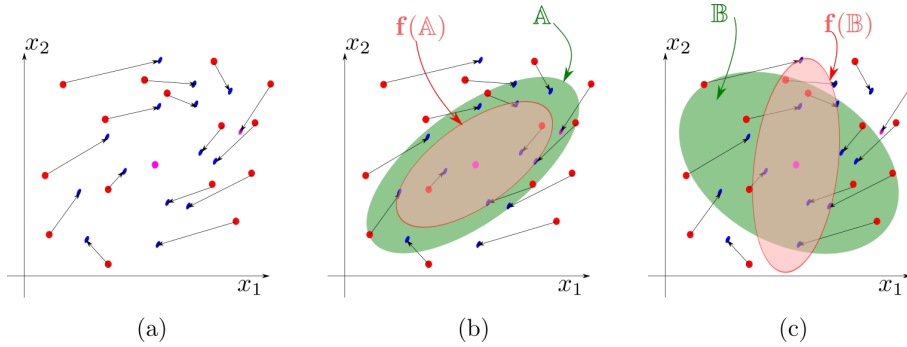 x₂
x₁
(a)
x₂
f(𝔸)
𝔸
x₁
(b)
x₂
𝔹
f(𝔹)
x₁
(c)